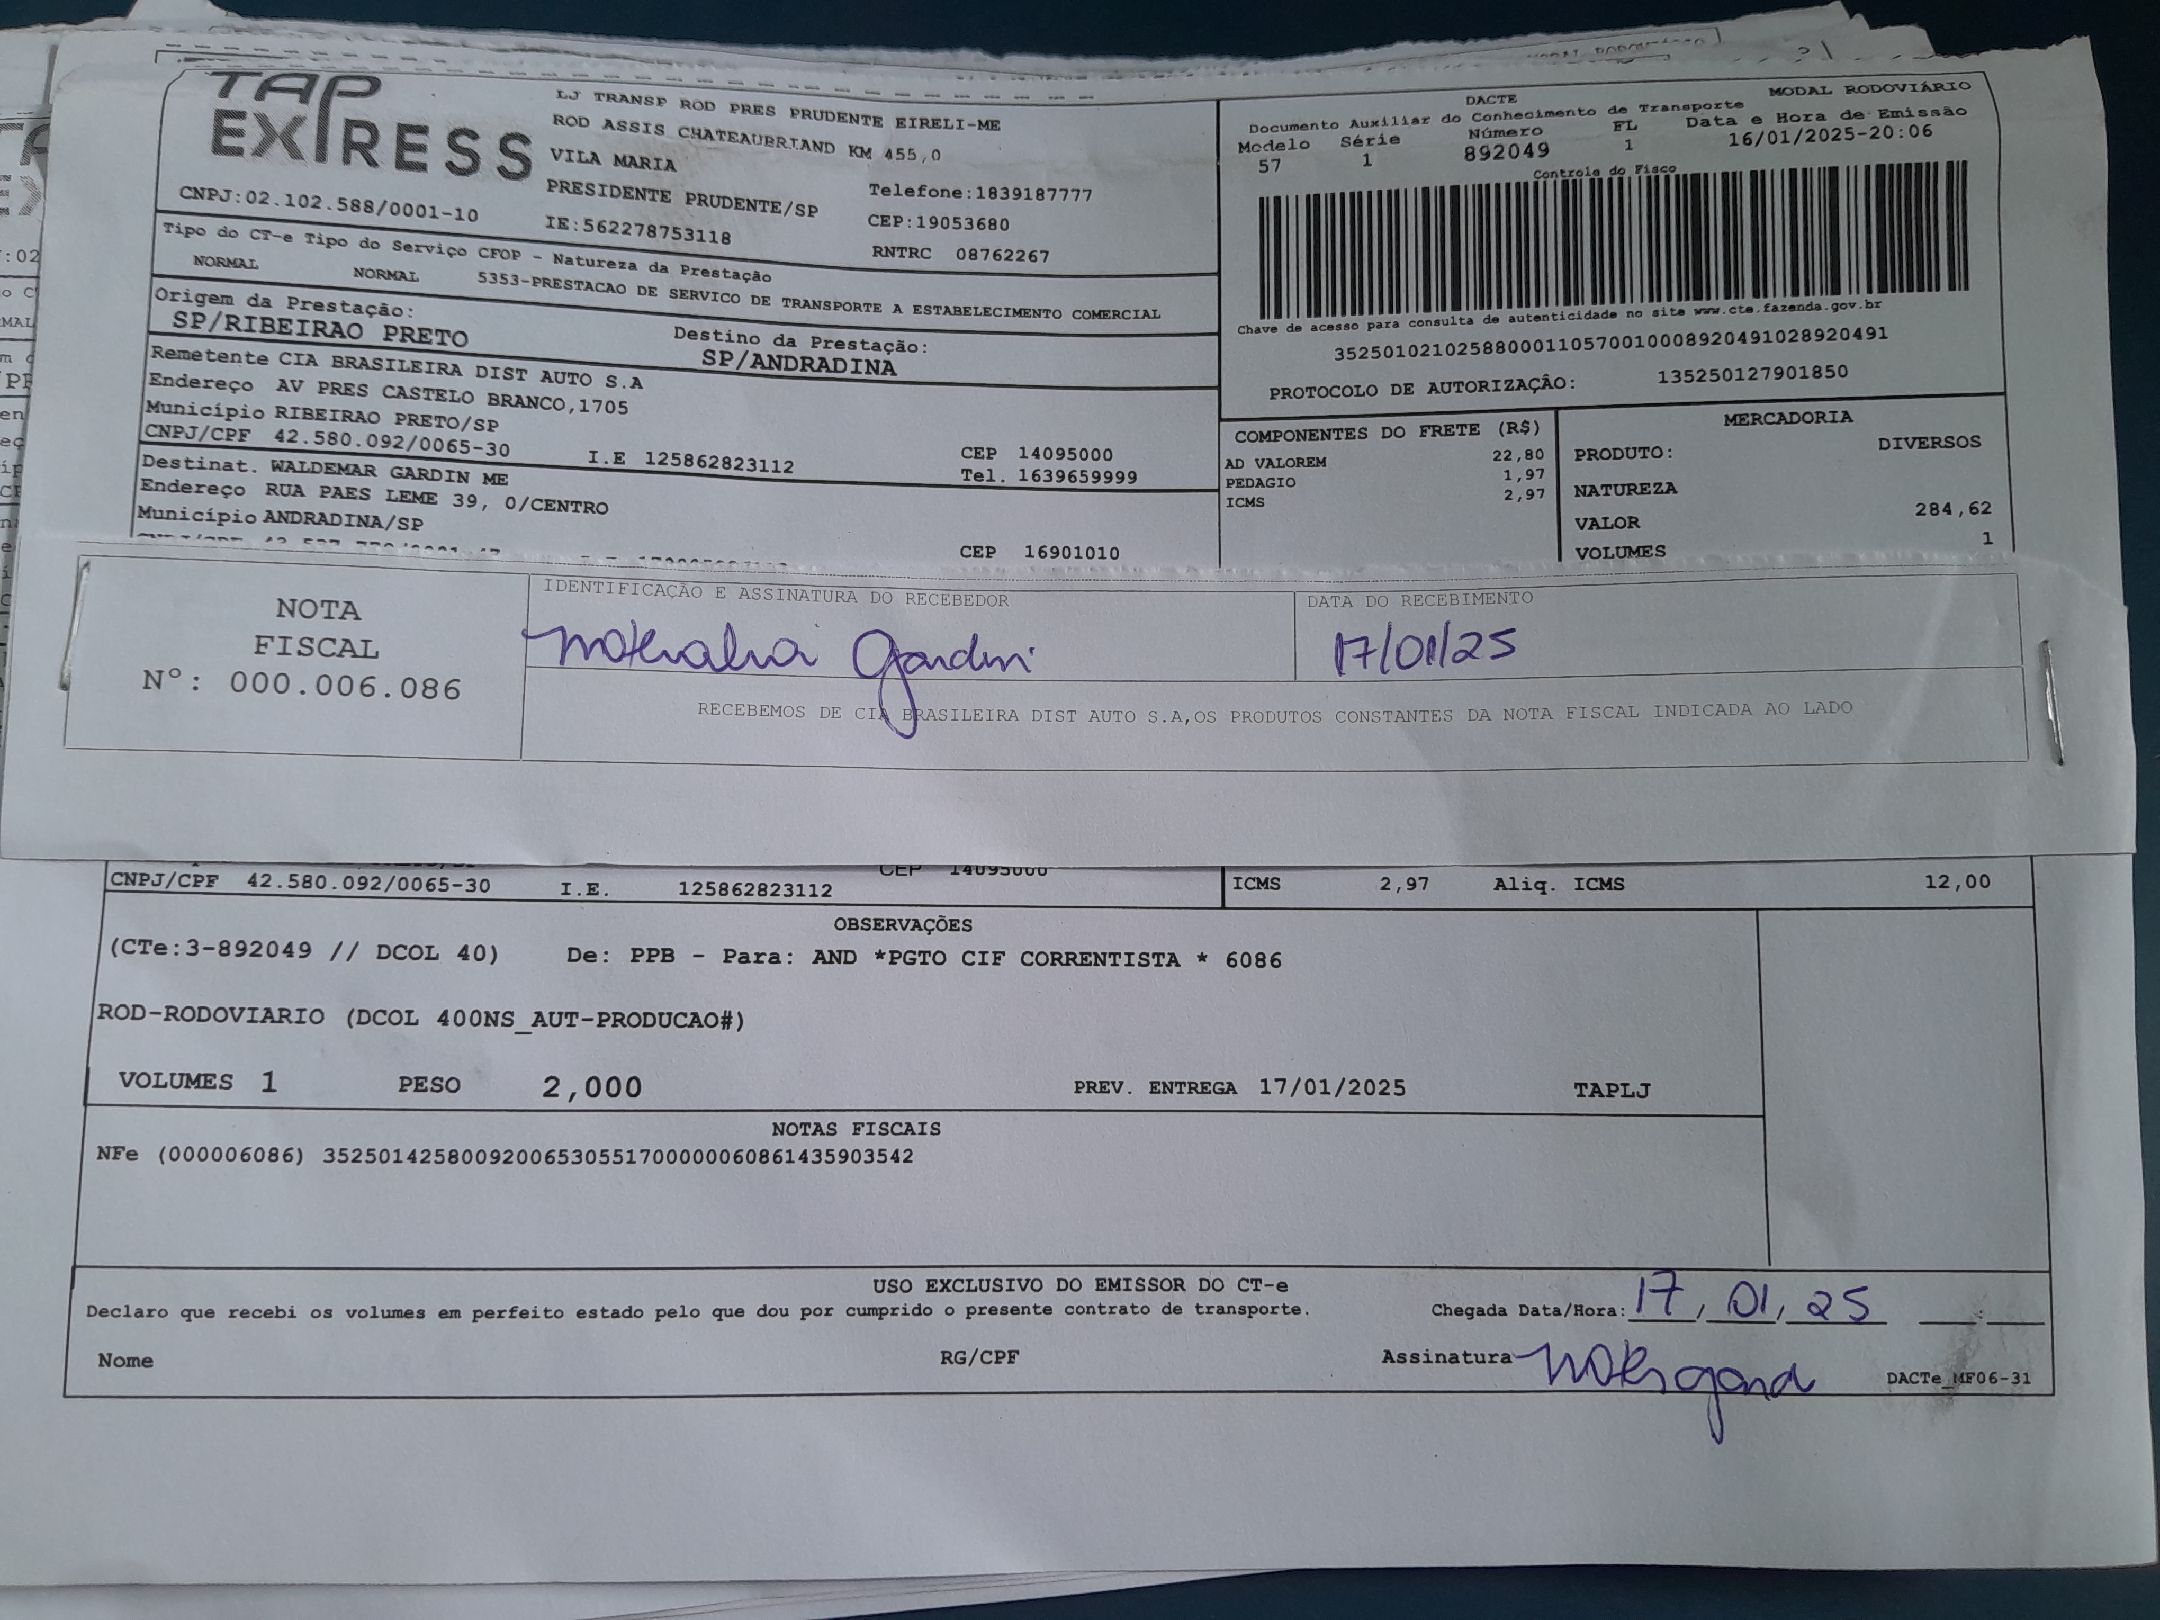 TAP
EXPRESS
LJ TRANSP ROD PRES PRUDENTE EIRELI-ME
ROD ASSIS CHATEAUBRIAND KM 455,0
VILA MARIA
PRESIDENTE PRUDENTE/SP
Telefone:1839187777
CNPJ:02.102.588/0001-10
IE:562278753118
CEP:19053680
RNTRC 08762267
Tipo do CT-e Tipo do Serviço CFOP - Natureza da Prestação
NORMAL NORMAL 5353-PRESTACAO DE SERVICO DE TRANSPORTE A ESTABELECIMENTO COMERCIAL
Origem da Prestação:
SP/RIBEIRAO PRETO
Destino da Prestação:
SP/ANDRADINA
Remetente CIA BRASILEIRA DIST AUTO S.A
Endereço AV PRES CASTELO BRANCO,1705
Município RIBEIRAO PRETO/SP
CEP 14095000
CNPJ/CPF 42.580.092/0065-30 I.E 125862823112 Tel. 1639659999
Destinat. WALDEMAR GARDIN ME
Endereço RUA PAES LEME 39, 0/CENTRO
Município ANDRADINA/SP
CEP 16901010
DACTE
MODAL RODOVIÁRIO
Documento Auxiliar do Conhecimento de Transporte
Modelo Série Número FL Data e Hora de Emissão
57 1 892049 1 16/01/2025-20:06
Controle do Fisco
Chave de acesso para consulta de autenticidade no site www.cte.fazenda.gov.br
35250102102588000110570010008920491028920491
PROTOCOLO DE AUTORIZAÇÃO: 135250127901850
COMPONENTES DO FRETE (R$)
AD VALOREM 22,80
PEDAGIO 1,97
ICMS 2,97
MERCADORIA
PRODUTO: DIVERSOS
NATUREZA
VALOR 284,62
VOLUMES 1
NOTA
FISCAL
Nº: 000.006.086
IDENTIFICAÇÃO E ASSINATURA DO RECEBEDOR
DATA DO RECEBIMENTO
17/01/25
RECEBEMOS DE CIA BRASILEIRA DIST AUTO S.A,OS PRODUTOS CONSTANTES DA NOTA FISCAL INDICADA AO LADO
CEP 14095000
CNPJ/CPF 42.580.092/0065-30 I.E. 125862823112
ICMS 2,97 Aliq. ICMS 12,00
OBSERVAÇÕES
(CTe:3-892049 // DCOL 40) De: PPB - Para: AND *PGTO CIF CORRENTISTA * 6086
ROD-RODOVIARIO (DCOL 400NS_AUT-PRODUCAO#)
VOLUMES 1 PESO 2,000 PREV. ENTREGA 17/01/2025 TAPLJ
NOTAS FISCAIS
NFe (000006086) 35250142580092006530551700000060861435903542
USO EXCLUSIVO DO EMISSOR DO CT-e
Declaro que recebi os volumes em perfeito estado pelo que dou por cumprido o presente contrato de transporte.
Chegada Data/Hora: 17, 01, 25
Nome RG/CPF Assinatura
DACTe_MF06-31